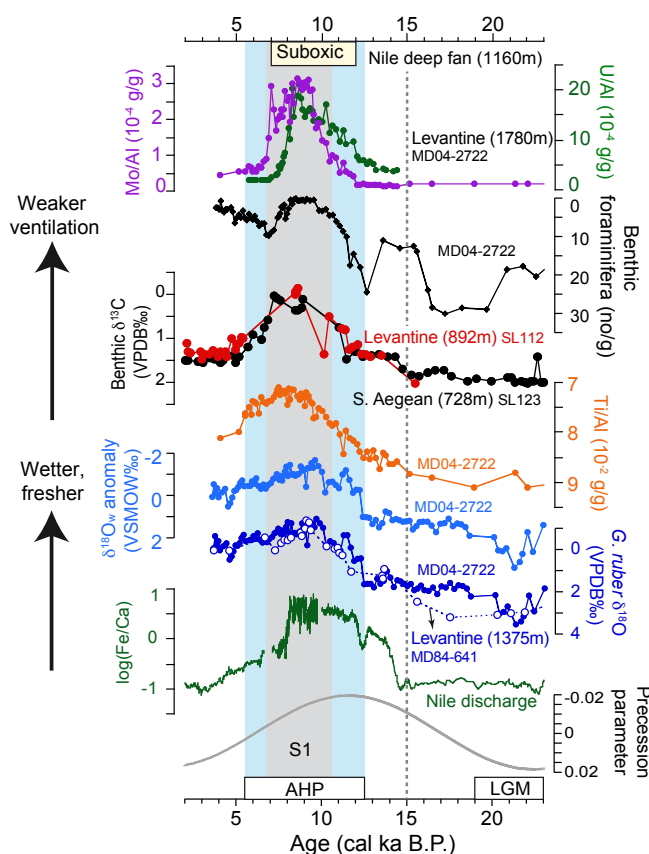 5 10 15 20
Suboxic
Nile deep fan (1160m)
3
2
1
0
Mo/Al (10⁻⁴ g/g)
20
10
0
U/Al (10⁻⁴ g/g)
Levantine (1780m)
MD04-2722
Weaker
ventilation
0
10
20
30
Benthic
foraminifera (no/g)
MD04-2722
0
1
2
Benthic δ¹³C
(VPDB‰)
Levantine (892m) SL112
S. Aegean (728m) SL123
7
8
9
Ti/Al (10⁻² g/g)
MD04-2722
Wetter,
fresher
-2
0
2
δ¹⁸Ow anomaly
(VSMOW‰)
MD04-2722
0
2
4
G. ruber δ¹⁸O
(VPDB‰)
MD04-2722
Levantine (1375m)
MD84-641
1
0
-1
log(Fe/Ca)
Nile discharge
-0.02
0
0.02
Precession
parameter
S1
AHP
LGM
5 10 15 20
Age (cal ka B.P.)